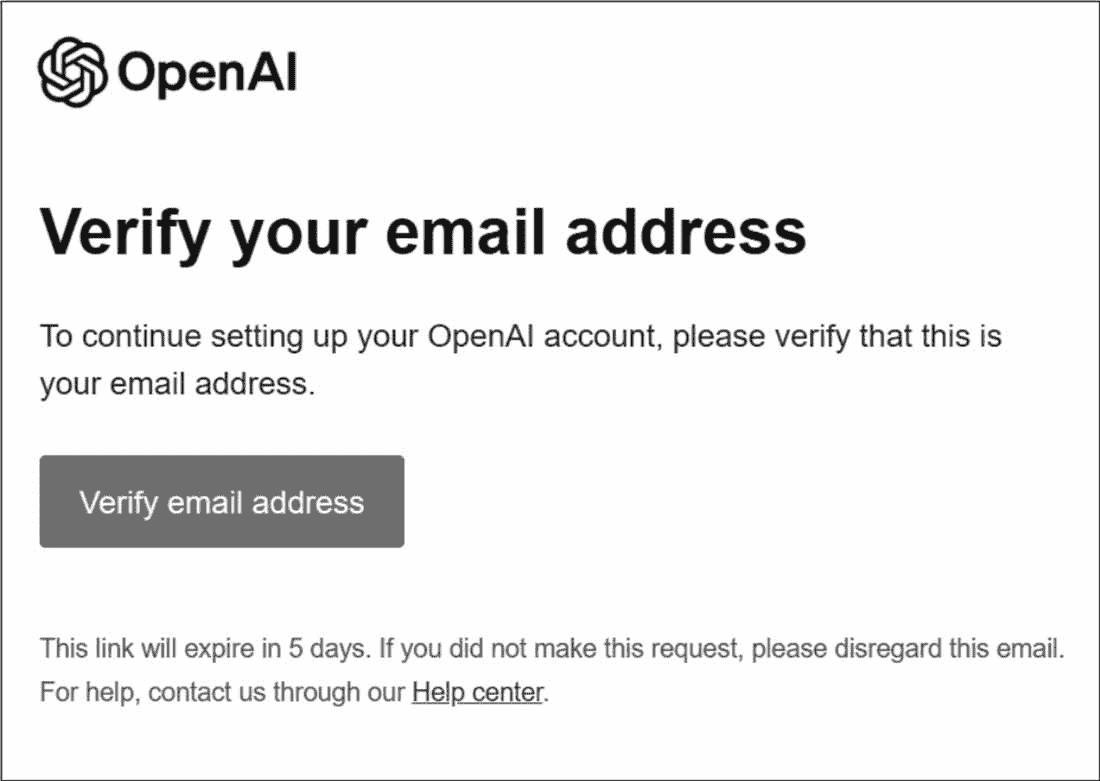 OpenAI
Verify your email address
To continue setting up your OpenAI account, please verify that this is
your email address.
Verify email address
This link will expire in 5 days. If you did not make this request, please disregard this email.
For help, contact us through our Help center.